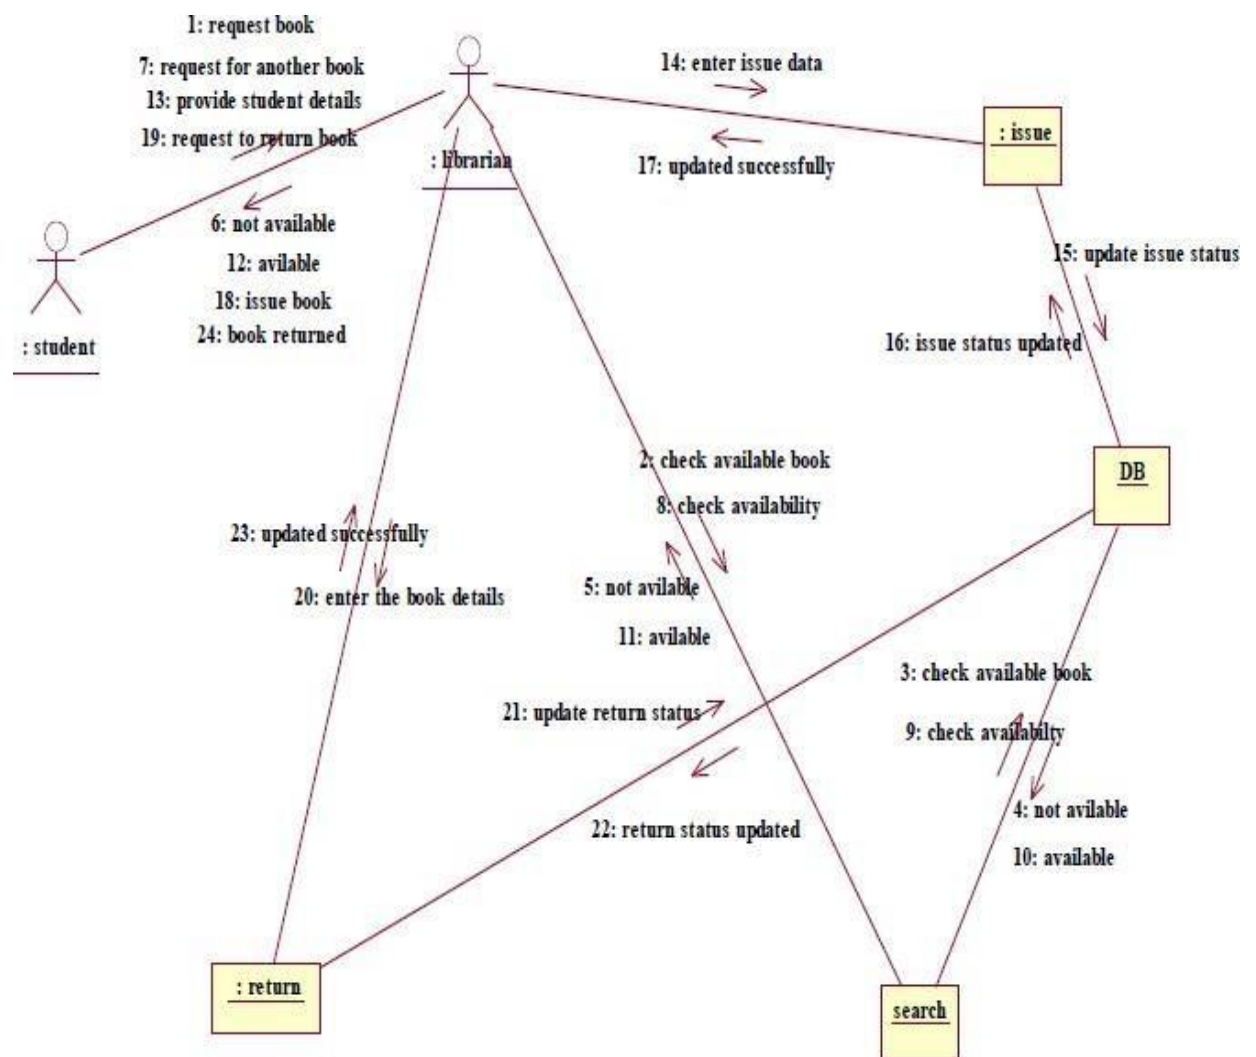 1: request book
7: request for another book
13: provide student details
19: request to return book
14: enter issue data
: issue
: librarian
17: updated successfully
6: not available
12: avilable
18: issue book
24: book returned
: student
15: update issue status
16: issue status updated
DB
2: check available book
8: check availability
23: updated successfully
20: enter the book details
5: not avilable
11: avilable
3: check available book
21: update return status
9: check availabilty
4: not avilable
22: return status updated
10: available
: return
search